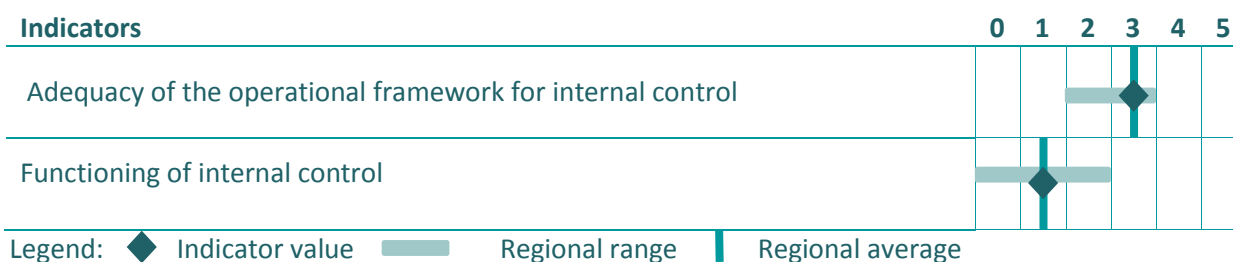 Indicators 0 1 2 3 4 5
Adequacy of the operational framework for internal control
Functioning of internal control
Legend: Indicator value Regional range Regional average